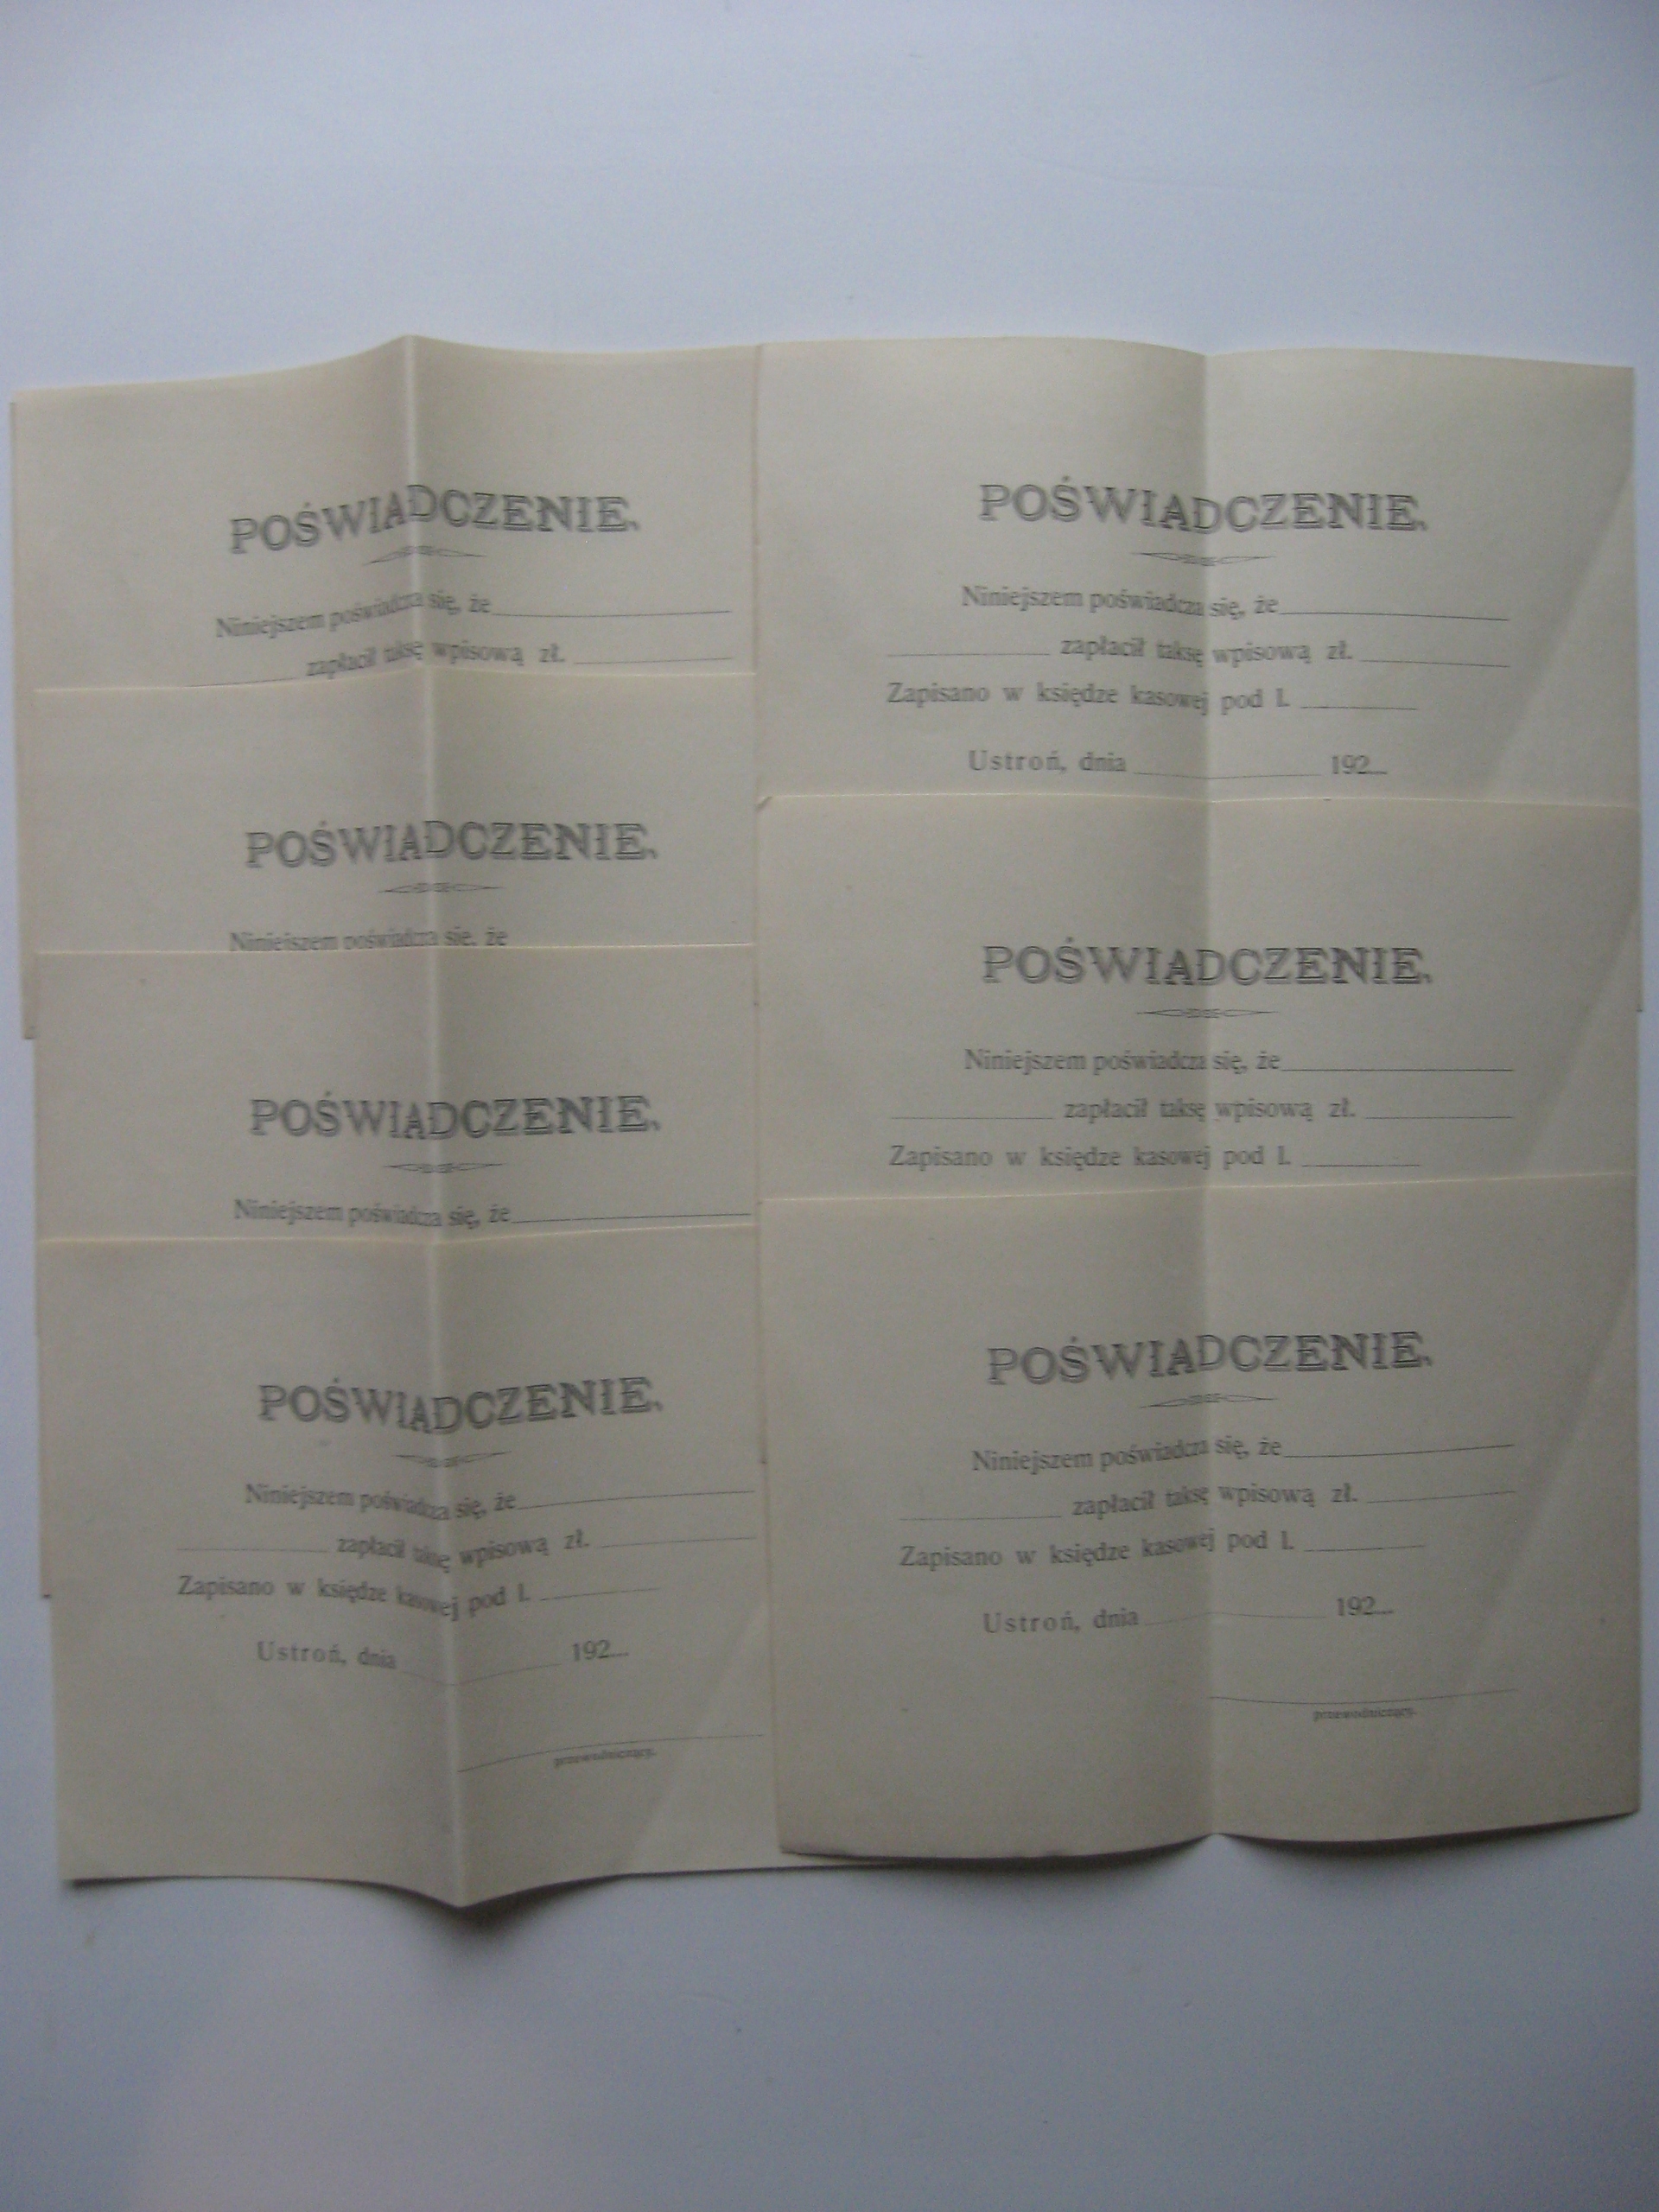 POŚWIADCZENIE.
Niniejszem poświadcza się, że
zapłacił taksę wpisową zł.
POŚWIADCZENIE.
Niniejszem poświadcza się, że
POŚWIADCZENIE.
Niniejszem poświadcza się, że
POŚWIADCZENIE.
Niniejszem poświadcza się, że
zapłacił taksę wpisową zł.
Zapisano w księdze kasowej pod l.
Ustroń, dnia 192...
przewodniczący.
POŚWIADCZENIE.
Niniejszem poświadcza się, że
zapłacił taksę wpisową zł.
Zapisano w księdze kasowej pod l.
Ustroń, dnia 192...
POŚWIADCZENIE.
Niniejszem poświadcza się, że
zapłacił taksę wpisową zł.
Zapisano w księdze kasowej pod l.
POŚWIADCZENIE.
Niniejszem poświadcza się, że
zapłacił taksę wpisową zł.
Zapisano w księdze kasowej pod l.
Ustroń, dnia 192...
przewodniczący.